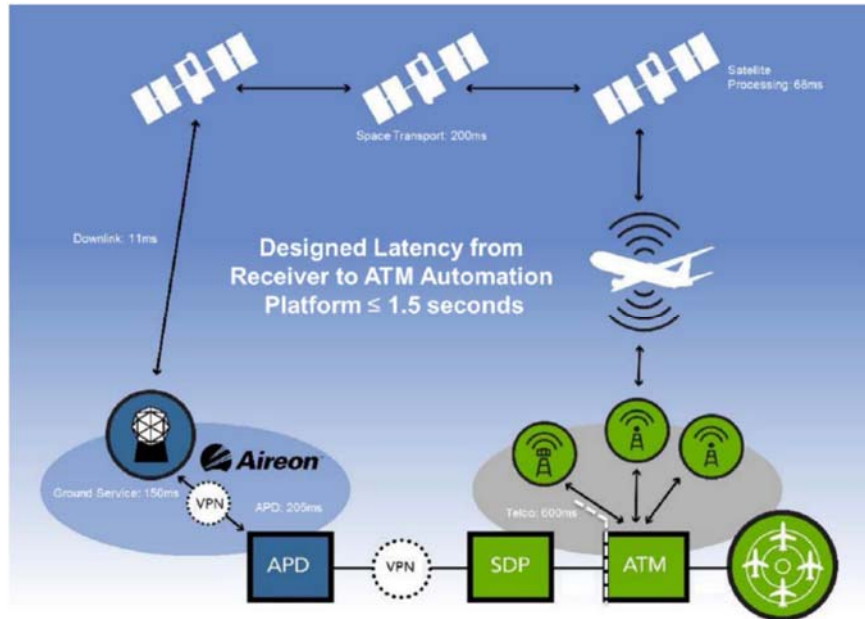 Satellite
Processing: 68ms
Space Transport: 200ms
Downlink: 11ms
Designed Latency from
Receiver to ATM Automation
Platform ≤ 1.5 seconds
Aireon
Ground Service: 150ms
VPN
APD: 205ms
Telco: 600ms
APD
VPN
SDP
ATM